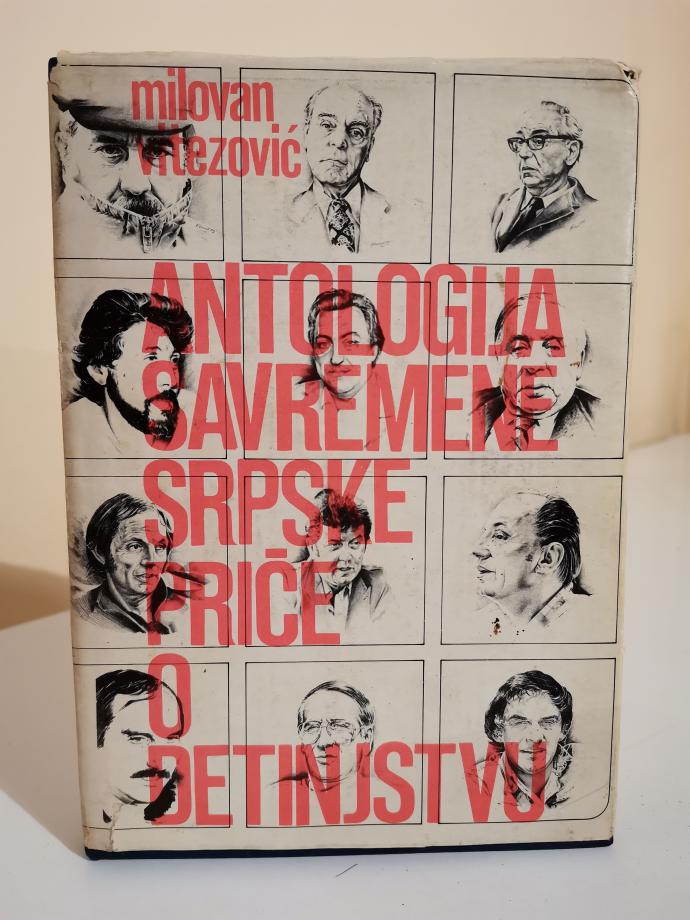 milovan
vitezović
ANTOLOGIJA
SAVREMENE
SRPSKE
PRIČE
O
DETINJSTVU